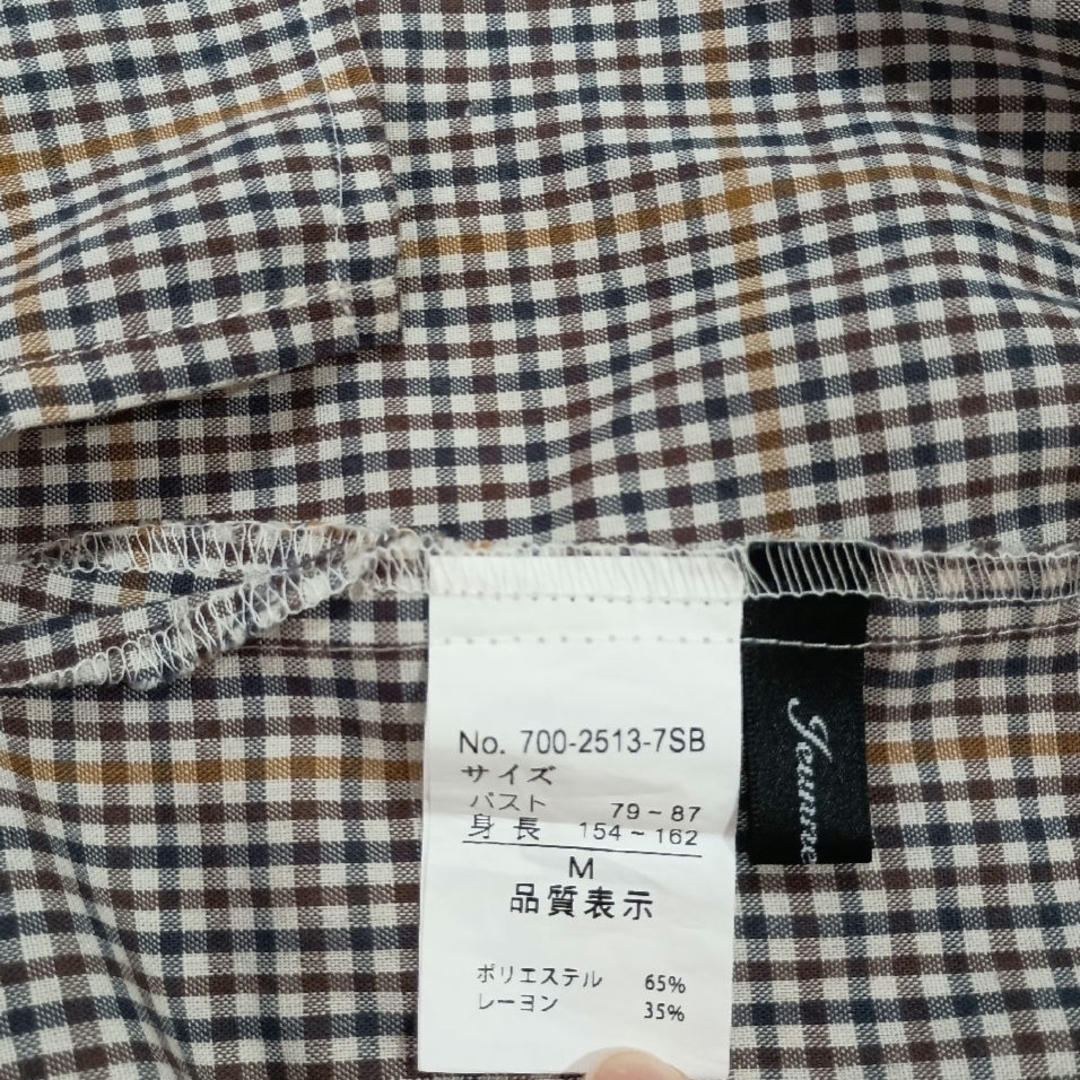 No. 700-2513-7SB
サイズ
バスト 79~87
身長 154~162
M
品質表示
ポリエステル 65%
レーヨン 35%